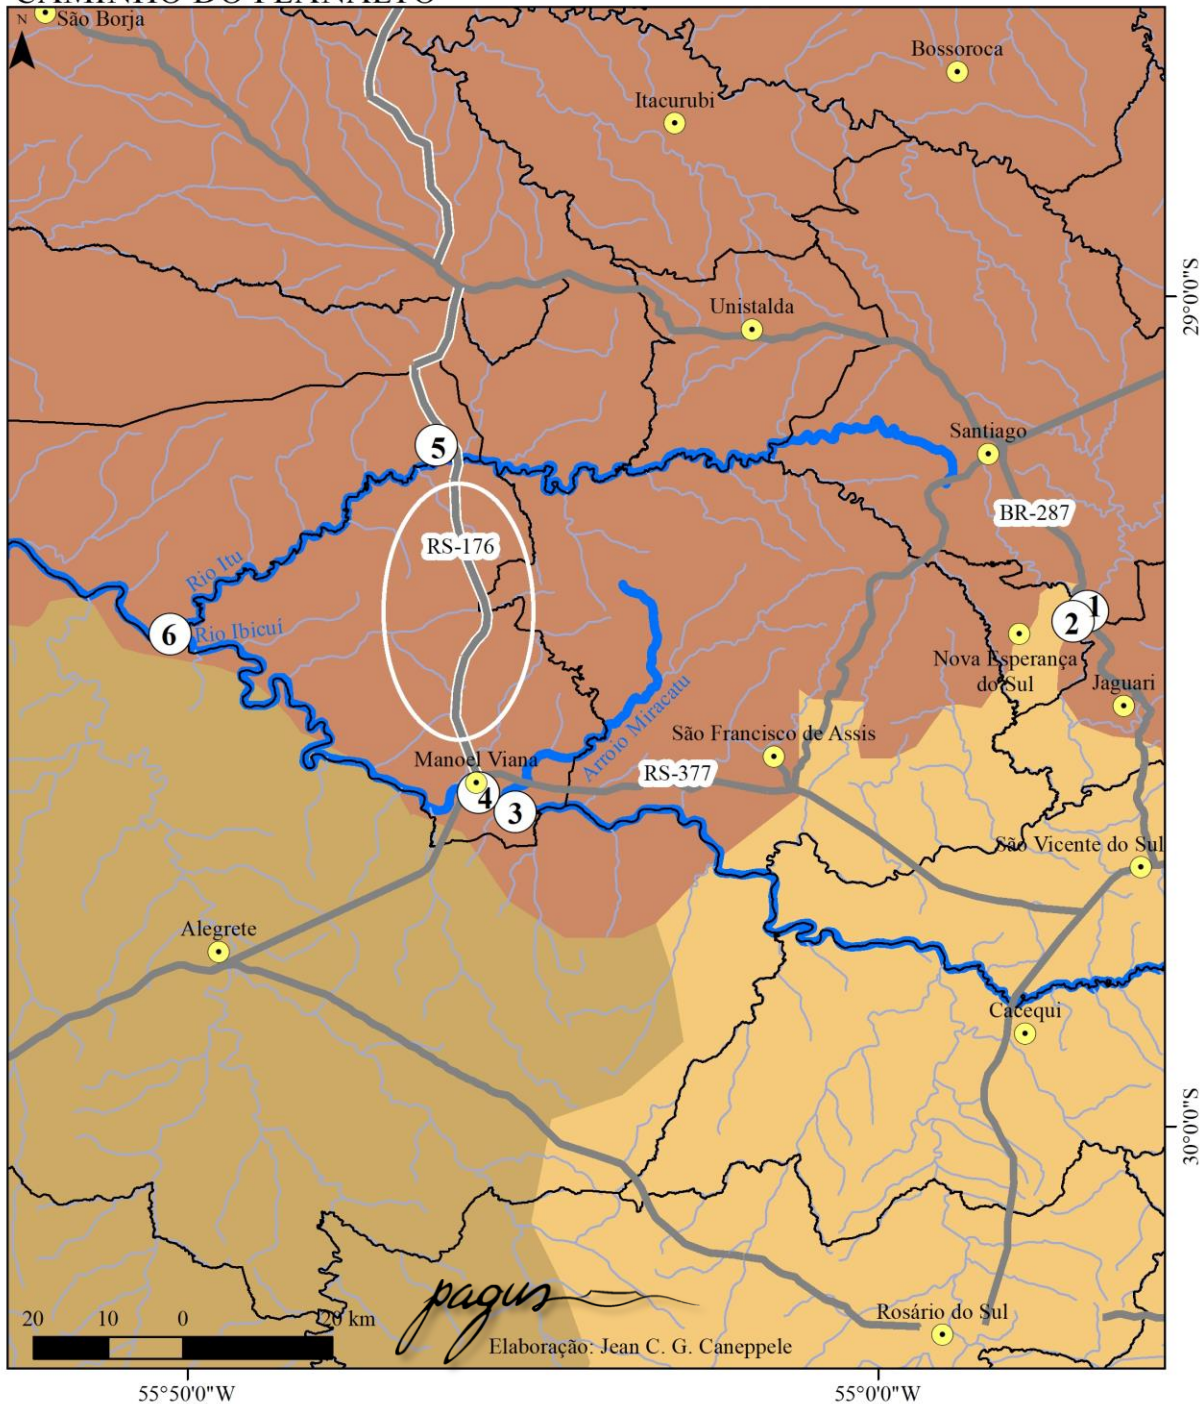 CAMINHO DO PLANALTO
N
São Borja
Bossoroca
Itacurubi
29°0'0"S
Unistalda
Santiago
5
BR-287
RS-176
Rio Itu
1
2
6
Rio Ibicuí
Nova Esperança
do Sul
Jaguari
Arroio Miracatu
São Francisco de Assis
Manoel Viana
RS-377
4
3
São Vicente do Sul
Alegrete
Cacequi
30°0'0"S
pagus
20 10 0 20 km
Rosário do Sul
Elaboração: Jean C. G. Caneppele
55°50'0"W
55°0'0"W